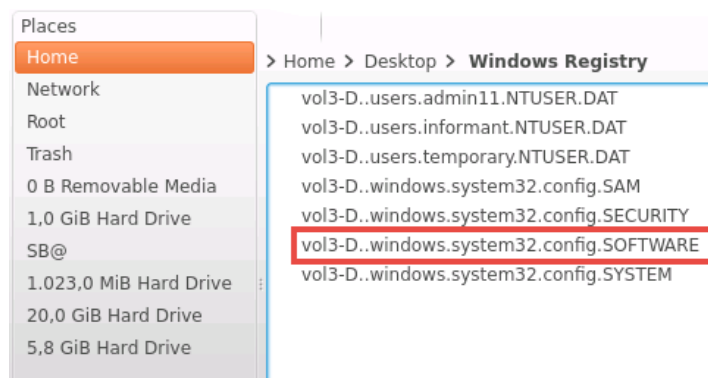 Places
Home
Network
Root
Trash
0 B Removable Media
1,0 GiB Hard Drive
SB@
1.023,0 MiB Hard Drive
20,0 GiB Hard Drive
5,8 GiB Hard Drive
> Home > Desktop > Windows Registry
vol3-D..users.admin11.NTUSER.DAT
vol3-D..users.informant.NTUSER.DAT
vol3-D..users.temporary.NTUSER.DAT
vol3-D..windows.system32.config.SAM
vol3-D..windows.system32.config.SECURITY
vol3-D..windows.system32.config.SOFTWARE
vol3-D..windows.system32.config.SYSTEM